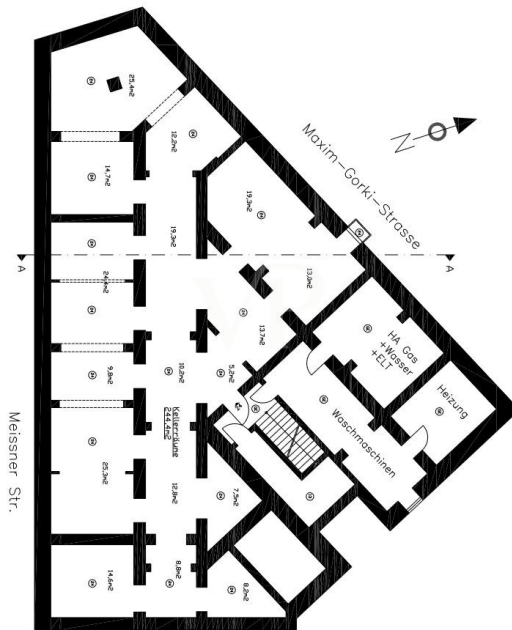 25,4m2
12,2m2
14,7m2
19,3m2
19,3m2
Maxim-Gorki-Strasse
N
A
A
13,0m2
24,4m2
13,7m2
HA Gas
+Wasser
+ELT
Heizung
9,8m2
10,2m2
5,2m2
Kellerräume
244,4m2
Waschmaschinen
25,3m2
12,8m2
7,5m2
8,8m2
8,2m2
14,6m2
Meissner Str.